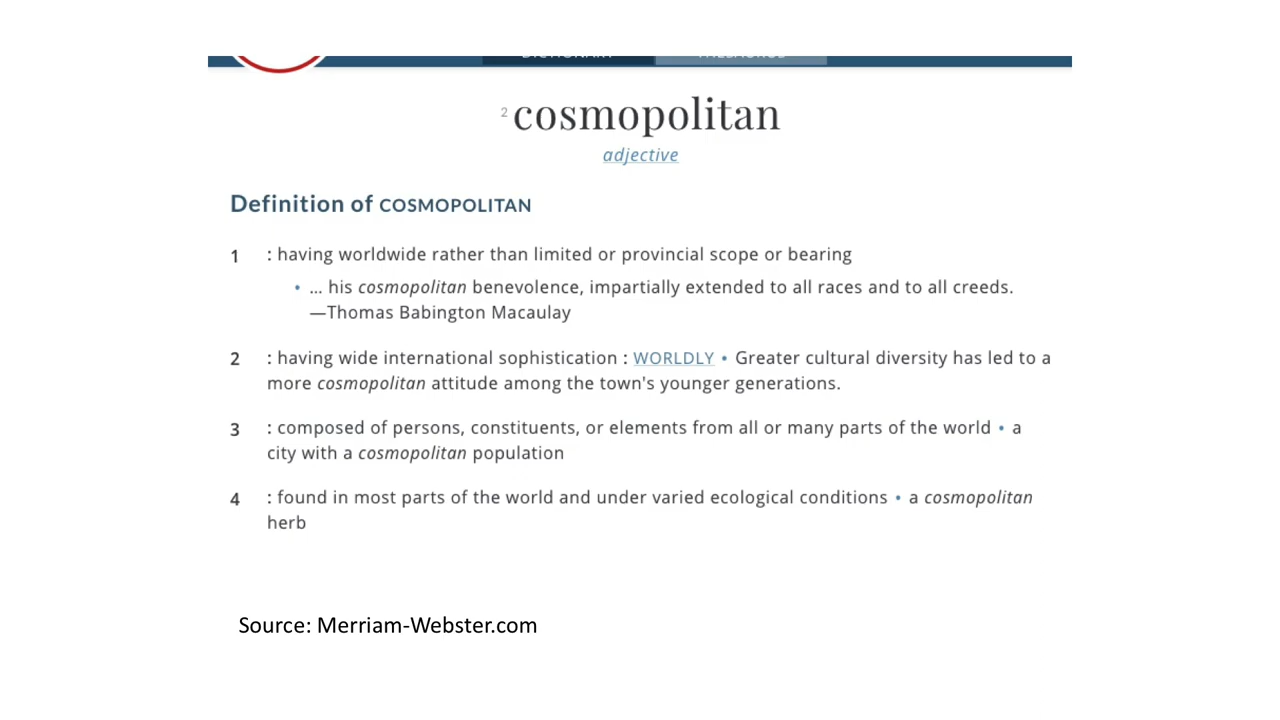 2 cosmopolitan
adjective
Definition of COSMOPOLITAN
1 : having worldwide rather than limited or provincial scope or bearing
• … his cosmopolitan benevolence, impartially extended to all races and to all creeds.
—Thomas Babington Macaulay
2 : having wide international sophistication : WORLDLY • Greater cultural diversity has led to a
more cosmopolitan attitude among the town's younger generations.
3 : composed of persons, constituents, or elements from all or many parts of the world • a
city with a cosmopolitan population
4 : found in most parts of the world and under varied ecological conditions • a cosmopolitan
herb
Source: Merriam-Webster.com